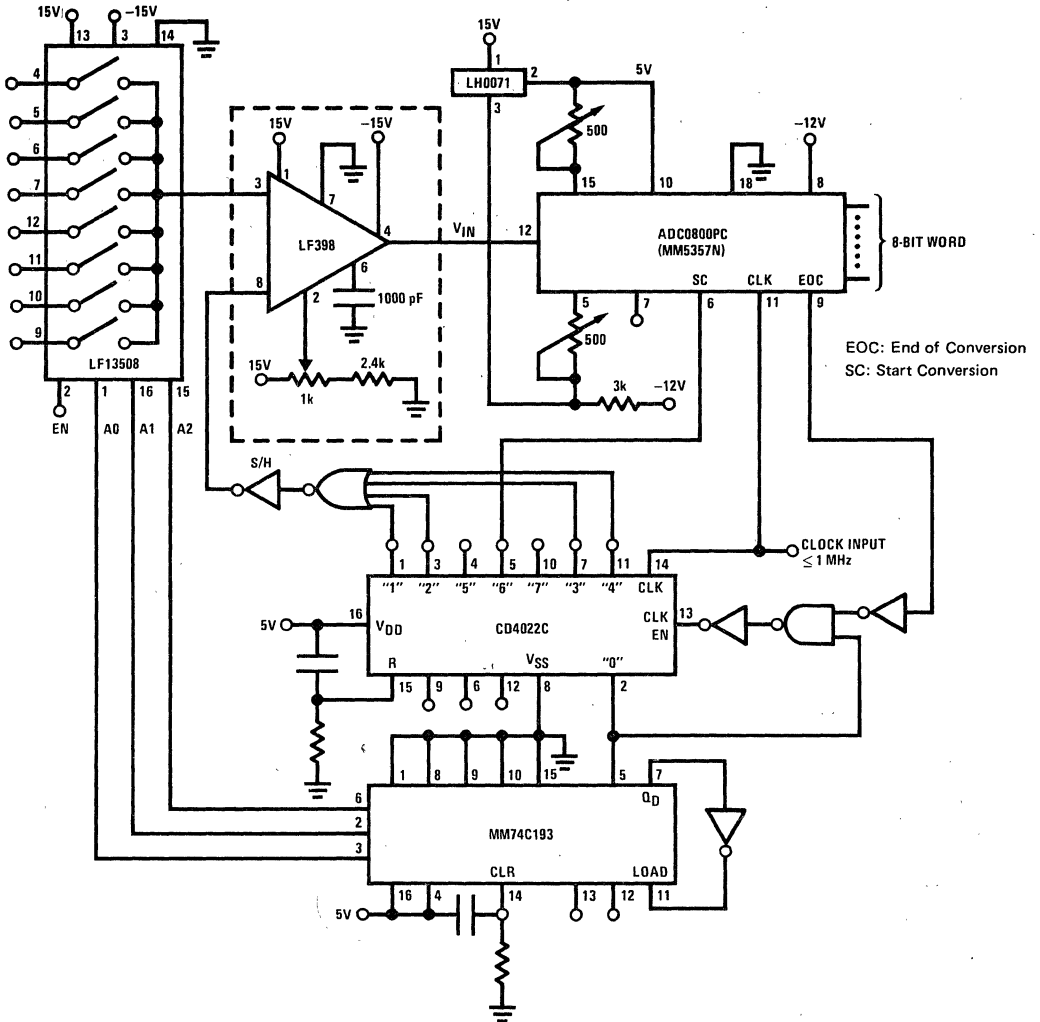 15V
-15V
13
3
14
4
5
6
7
12
11
10
9
LF13508
2
1
16
15
EN
A0
A1
A2
15V
-15V
3
1
7
4
LF398
8
2
6
1000 pF
15V
1k
2.4k
VIN
15V
1
LH0071
2
3
5V
500
-12V
15
10
18
8
12
ADC0800PC
(MM5357N)
SC
CLK
EOC
5
7
6
11
9
8-BIT WORD
500
3k
-12V
EOC: End of Conversion
SC: Start Conversion
S/H
CLOCK INPUT
≤ 1 MHz
1
3
4
5
10
7
11
14
"1"
"2"
"5"
"6"
"7"
"3"
"4"
CLK
5V
16
VDD
CD4022C
CLK
EN
13
R
VSS
"0"
15
9
6
12
8
2
1
8
9
10
15
5
7
QD
6
2
3
MM74C193
CLR
LOAD
16
4
14
13
12
11
5V